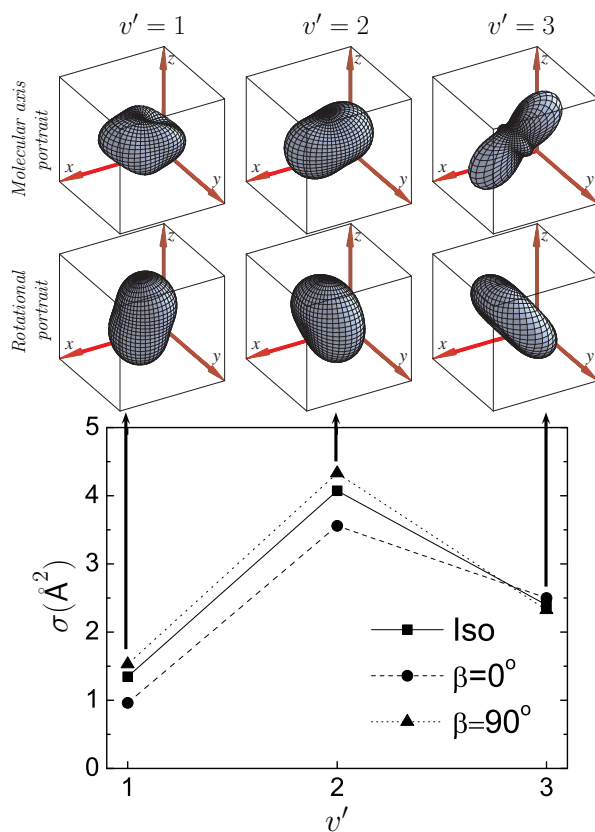 v′ = 1 v′ = 2 v′ = 3
Molecular axis
portrait
z x y
z x y
z x y
Rotational
portrait
z x y
z x y
z x y
5
4
3
2
1
0
σ(Å²)
Iso
β=0°
β=90°
1 2 3
v′